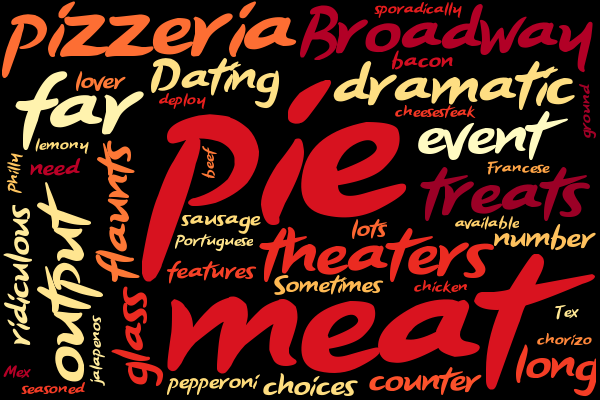 sporadically
pizzeria
Broadway
bacon
lover
Dating
dramatic
deploy
far
cheesesteak
ground
event
lemony
pie
Philly
need
beef
Francese
treats
flaunts
sausage
lots
available
Portuguese
number
ridiculous
output
theaters
features
Sometimes
chicken
glass
meat
Tex
jalapenos
chorizo
Mex
seasoned
pepperoni
choices
counter
long